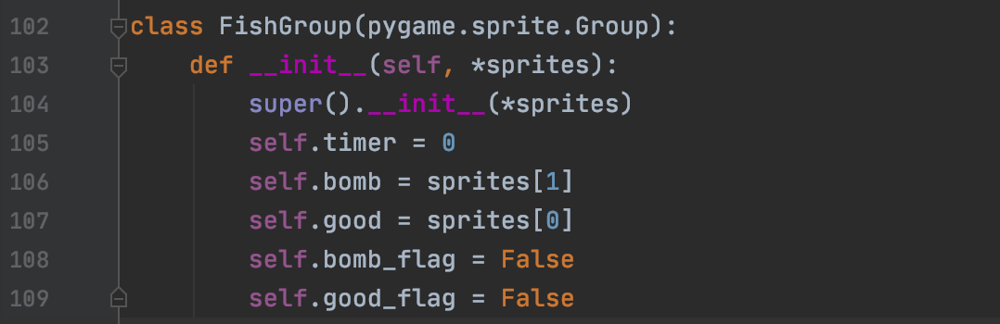 102 class FishGroup(pygame.sprite.Group):
103     def __init__(self, *sprites):
104         super().__init__(*sprites)
105         self.timer = 0
106         self.bomb = sprites[1]
107         self.good = sprites[0]
108         self.bomb_flag = False
109         self.good_flag = False